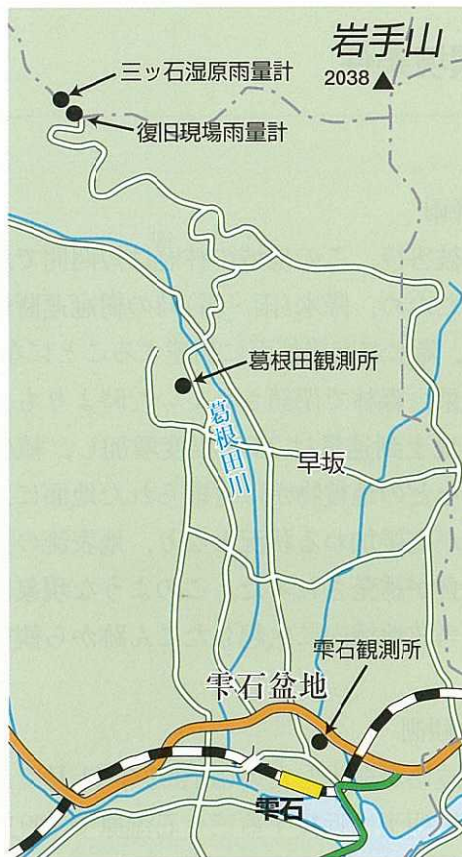 岩手山
2038
三ッ石湿原雨量計
復旧現場雨量計
葛根田観測所
葛根田川
早坂
雫石観測所
雫石盆地
雫石